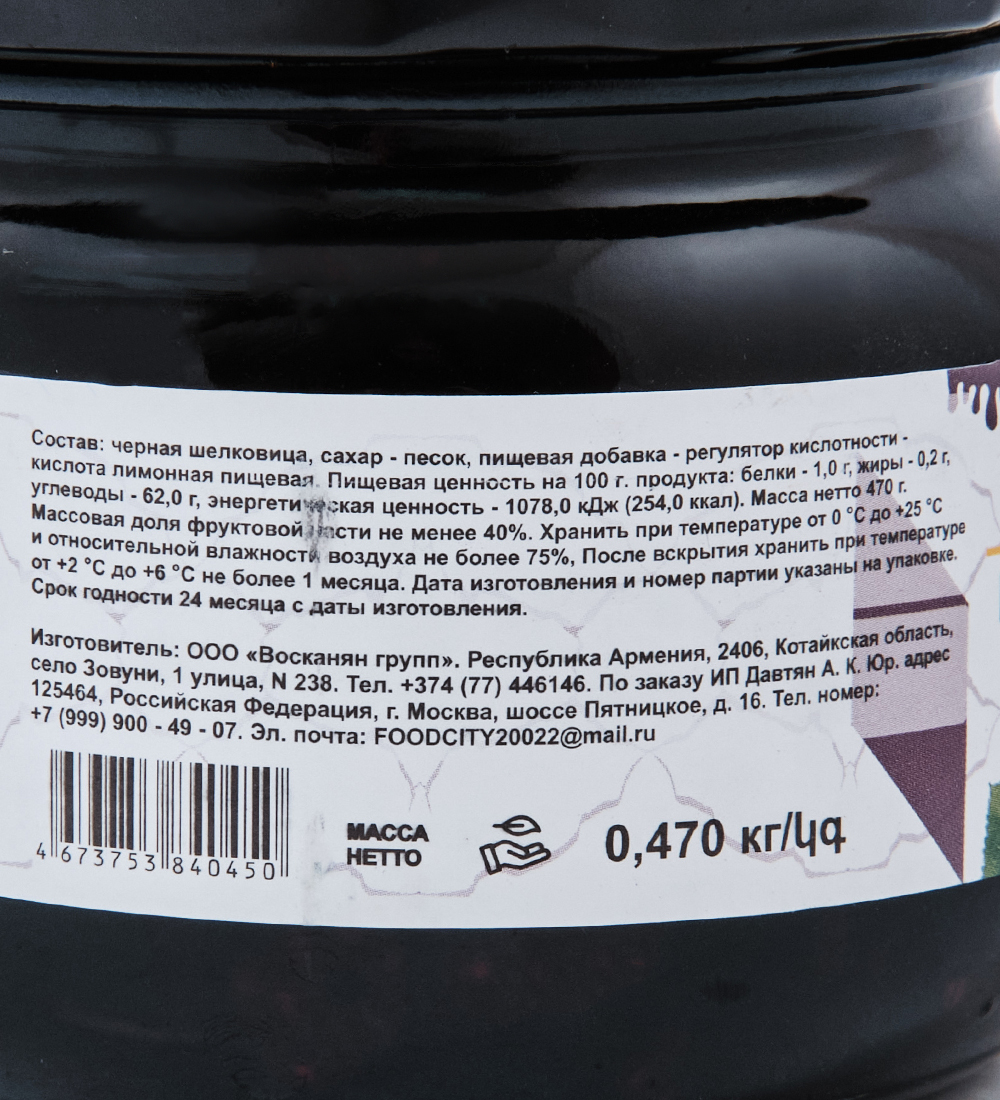 Состав: черная шелковица, сахар - песок, пищевая добавка - регулятор кислотности -
кислота лимонная пищевая. Пищевая ценность на 100 г. продукта: белки - 1,0 г, жиры - 0,2 г,
углеводы - 62,0 г, энергетическая ценность - 1078,0 кДж (254,0 ккал). Масса нетто 470 г.
Массовая доля фруктовой части не менее 40%. Хранить при температуре от 0 °C до +25 °C
и относительной влажности воздуха не более 75%, После вскрытия хранить при температуре
от +2 °C до +6 °C не более 1 месяца. Дата изготовления и номер партии указаны на упаковке.
Срок годности 24 месяца с даты изготовления.
Изготовитель: ООО «Восканян групп». Республика Армения, 2406, Котайкская область,
село Зовуни, 1 улица, N 238. Тел. +374 (77) 446146. По заказу ИП Давтян А. К. Юр. адрес
125464, Российская Федерация, г. Москва, шоссе Пятницкое, д. 16. Тел. номер:
+7 (999) 900 - 49 - 07. Эл. почта: FOODCITY20022@mail.ru
4 673753 840450
МАССА
НЕТТО
0,470 кг/կգ